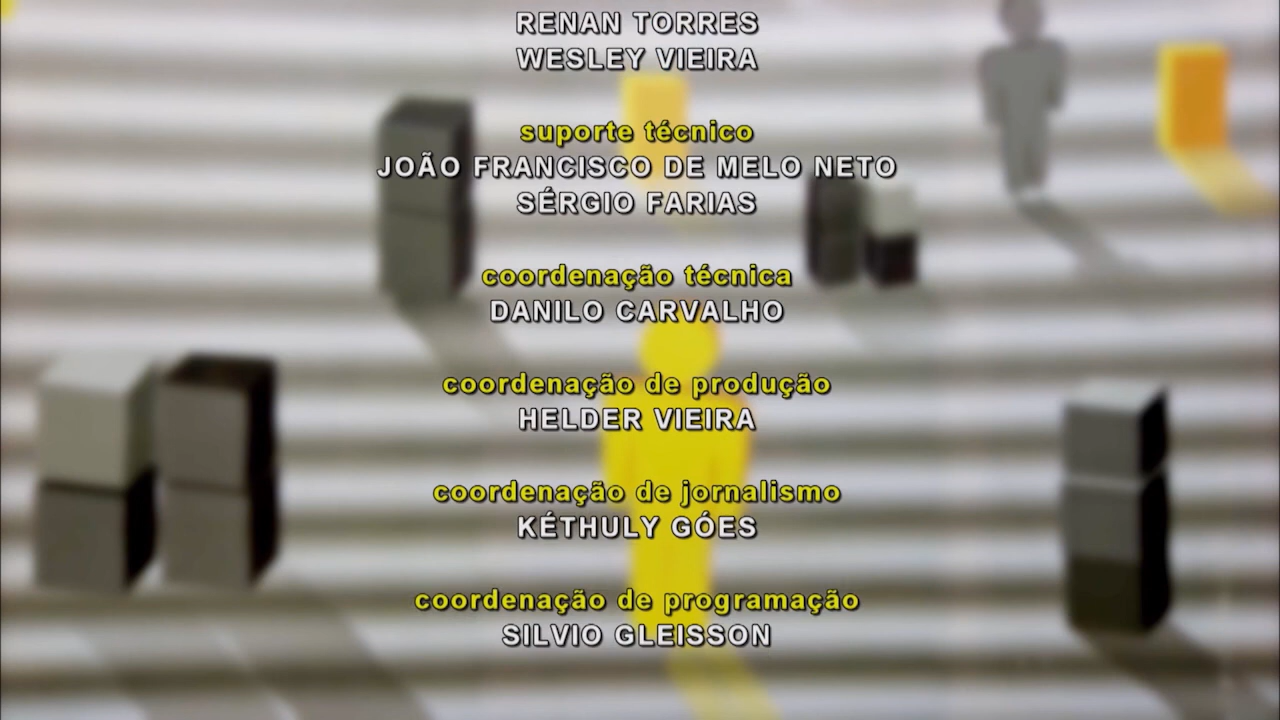 RENAN TORRES
WESLEY VIEIRA
suporte técnico
JOÃO FRANCISCO DE MELO NETO
SÉRGIO FARIAS
coordenação técnica
DANILO CARVALHO
coordenação de produção
HELDER VIEIRA
coordenação de jornalismo
KÉTHULY GÓES
coordenação de programação
SILVIO GLEISSON